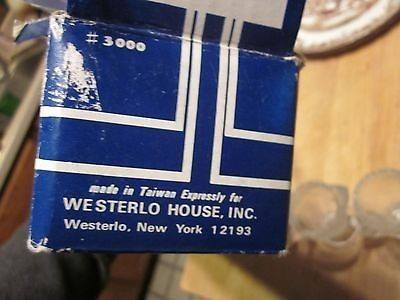 # 3000
made in Taiwan Expressly for
WESTERLO HOUSE, INC.
Westerlo, New York 12193